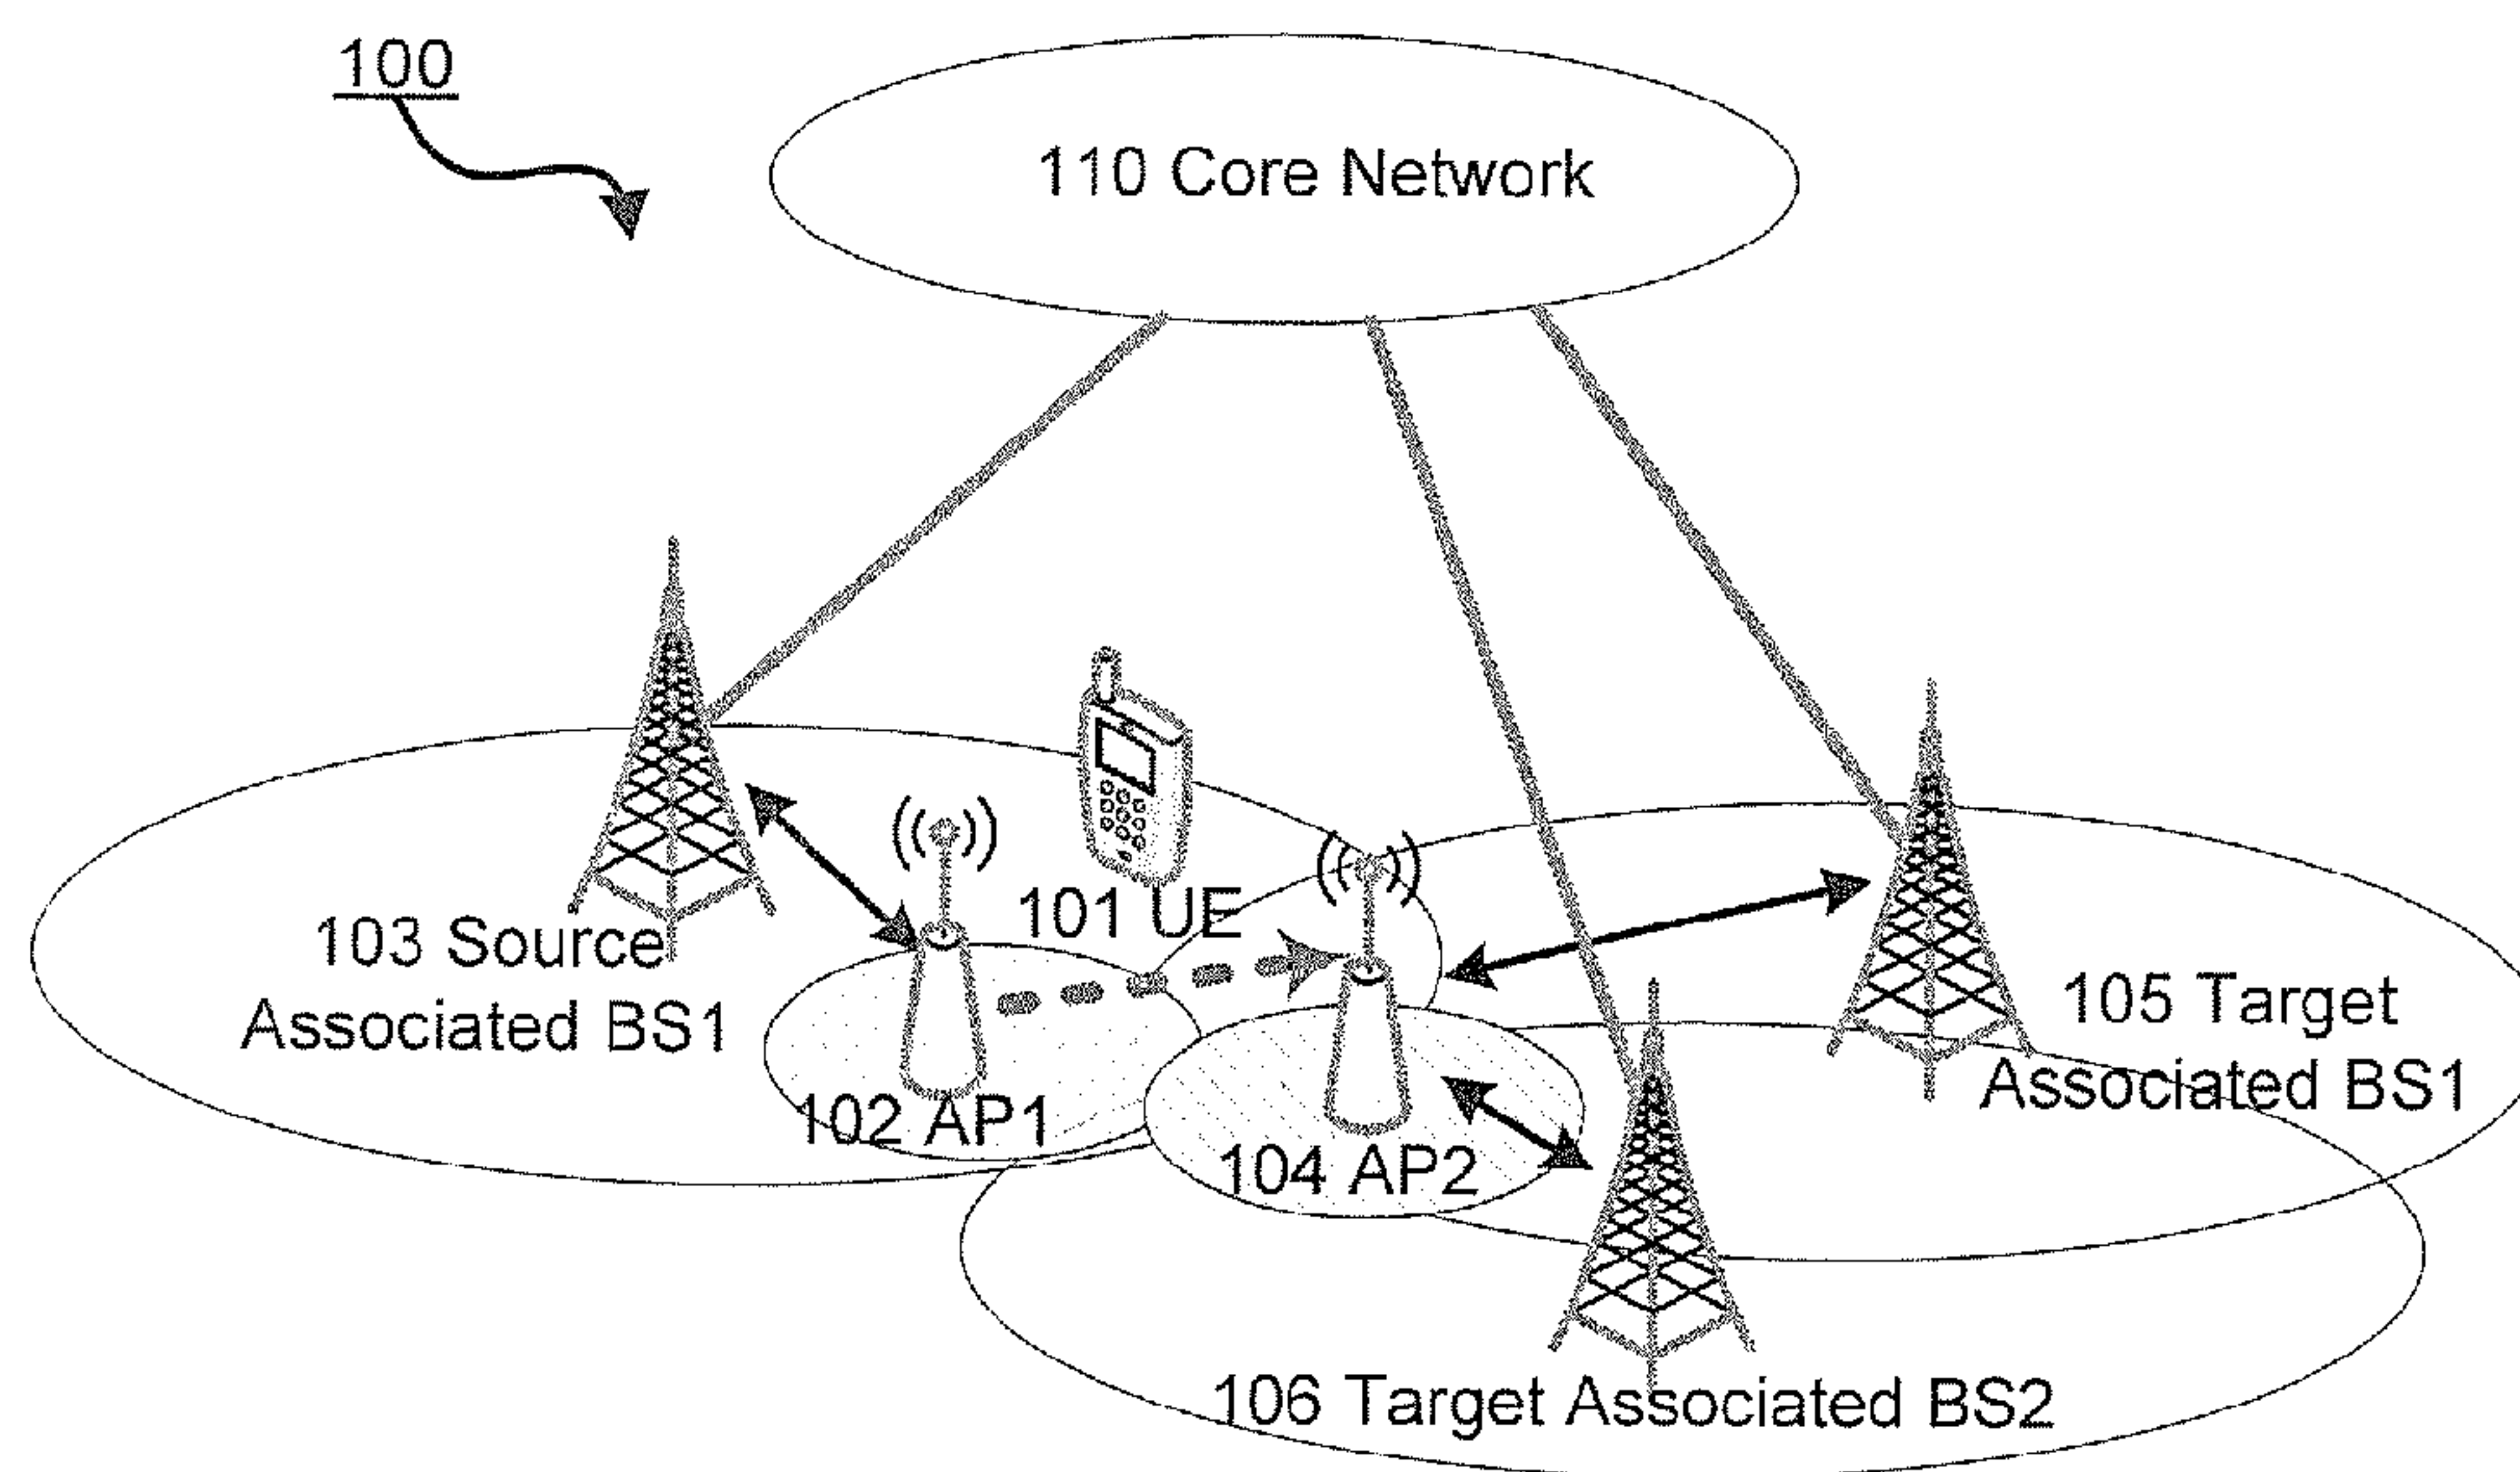 100
110 Core Network
101 UE
103 Source
Associated BS1
105 Target
Associated BS1
102 AP1
104 AP2
106 Target Associated BS2